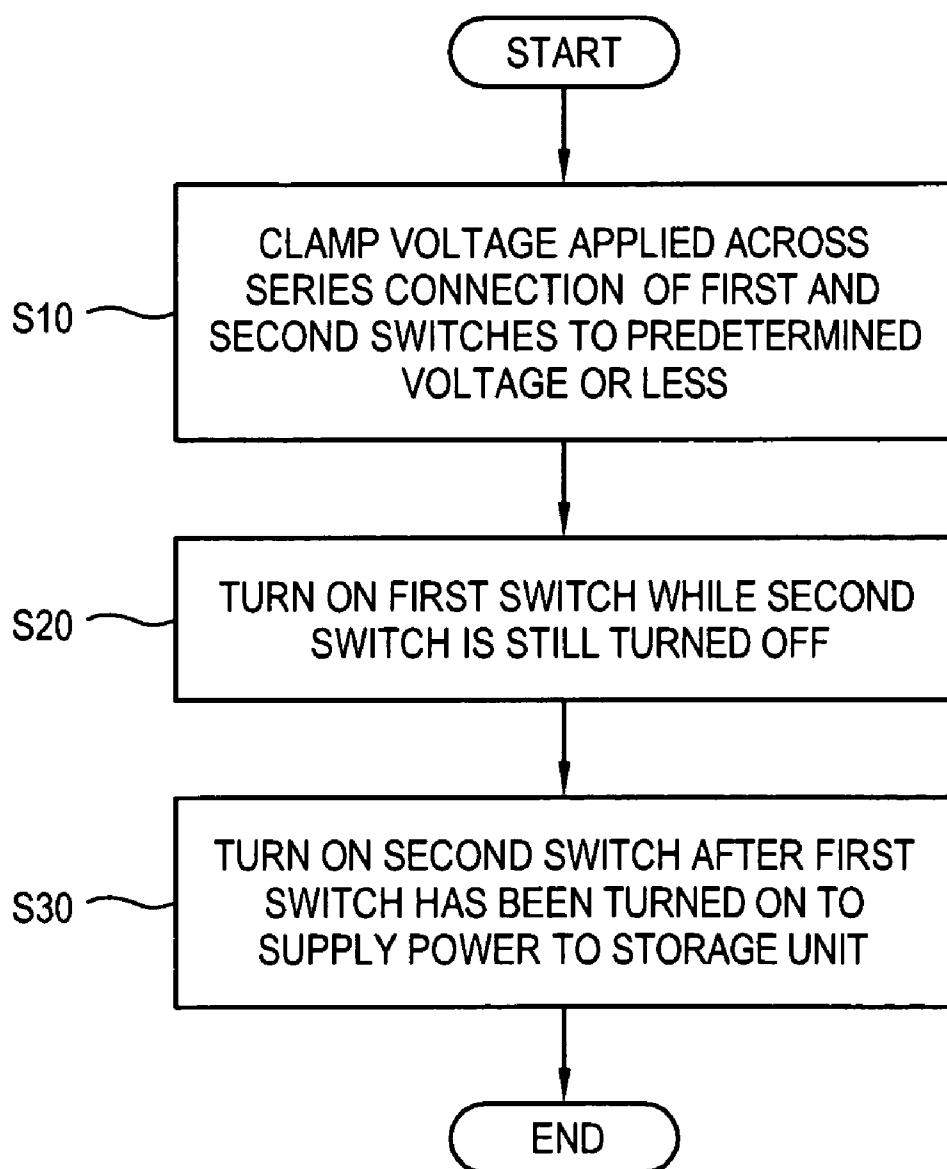 START
CLAMP VOLTAGE APPLIED ACROSS
SERIES CONNECTION OF FIRST AND
SECOND SWITCHES TO PREDETERMINED
VOLTAGE OR LESS
S10
TURN ON FIRST SWITCH WHILE SECOND
SWITCH IS STILL TURNED OFF
S20
TURN ON SECOND SWITCH AFTER FIRST
SWITCH HAS BEEN TURNED ON TO
SUPPLY POWER TO STORAGE UNIT
S30
END